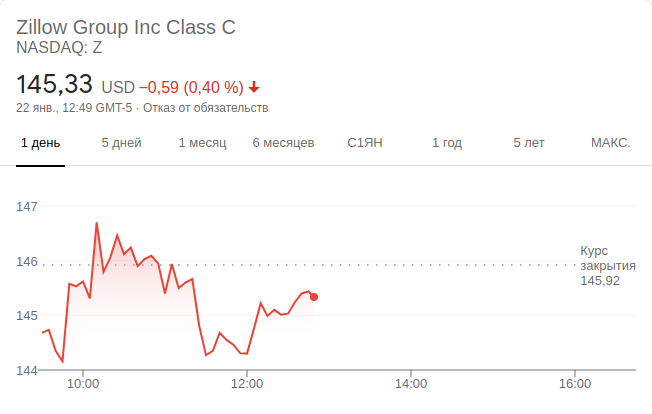 Zillow Group Inc Class C
NASDAQ: Z
145,33 USD −0,59 (0,40 %)
22 янв., 12:49 GMT-5 · Отказ от обязательств
1 день 5 дней 1 месяц 6 месяцев С1ЯН 1 год 5 лет МАКС.
147
146
145
144
Курс
закрытия
145,92
10:00 12:00 14:00 16:00